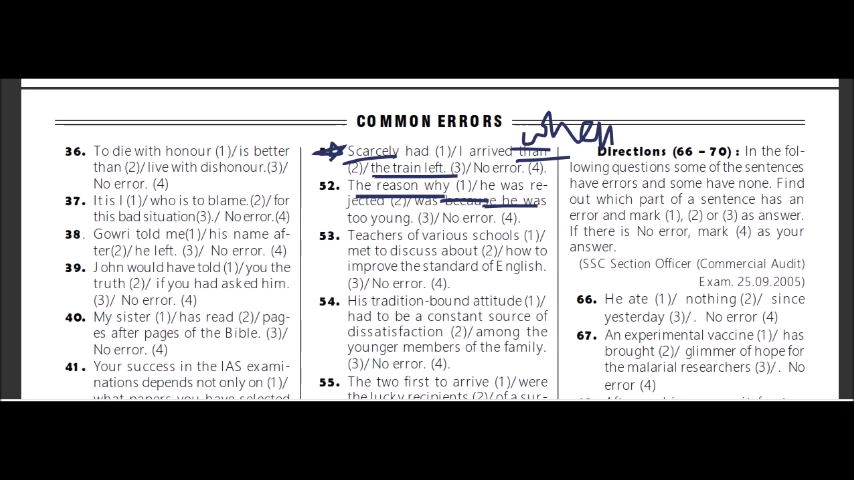 COMMON ERRORS
when
36. To die with honour (1)/ is better
than (2)/ live with dishonour.(3)/
No error. (4)
37. It is I (1)/ who is to blame.(2)/ for
this bad situation(3)./ No error.(4)
38. Gowri told me(1)/ his name af-
ter(2)/ he left. (3)/ No error. (4)
39. John would have told (1)/ you the
truth (2)/ if you had asked him.
(3)/ No error. (4)
40. My sister (1)/ has read (2)/ pag-
es after pages of the Bible. (3)/
No error. (4)
41. Your success in the IAS exami-
nations depends not only on (1)/
what papers you have selected
Scarcely had (1)/ I arrived than
(2)/ the train left. (3)/ No error. (4).
52. The reason why (1)/ he was re-
jected (2)/ was because he was
too young. (3)/ No error. (4).
53. Teachers of various schools (1)/
met to discuss about (2)/ how to
improve the standard of English.
(3)/ No error. (4)
54. His tradition-bound attitude (1)/
had to be a constant source of
dissatisfaction (2)/ among the
younger members of the family.
(3)/ No error. (4).
55. The two first to arrive (1)/ were
the lucky recipients (2)/ of a sur-
Directions (66 – 70) : In the fol-
lowing questions some of the sentences
have errors and some have none. Find
out which part of a sentence has an
error and mark (1), (2) or (3) as answer.
If there is No error, mark (4) as your
answer.
(SSC Section Officer (Commercial Audit)
Exam. 25.09.2005)
66. He ate (1)/ nothing (2)/ since
yesterday (3)/. No error (4)
67. An experimental vaccine (1)/ has
brought (2)/ glimmer of hope for
the malarial researchers (3)/. No
error (4)